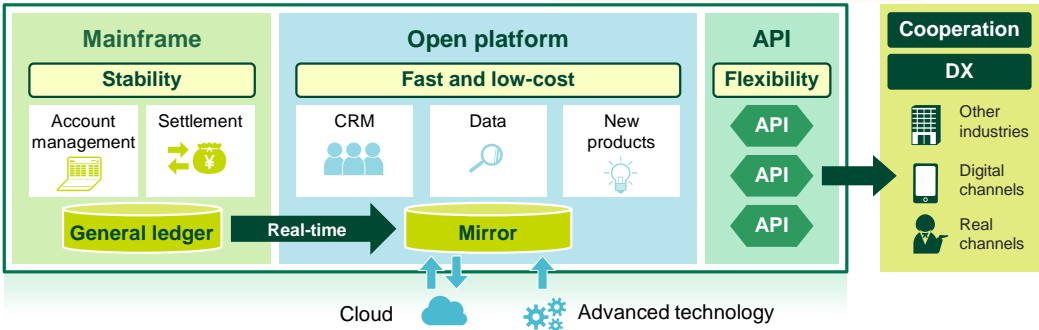 Mainframe
Stability
Account
management
Settlement
¥
General ledger
Real-time
Open platform
Fast and low-cost
CRM
Data
New
products
Mirror
API
Flexibility
API
API
API
Cloud
Advanced technology
Cooperation
DX
Other
industries
Digital
channels
Real
channels